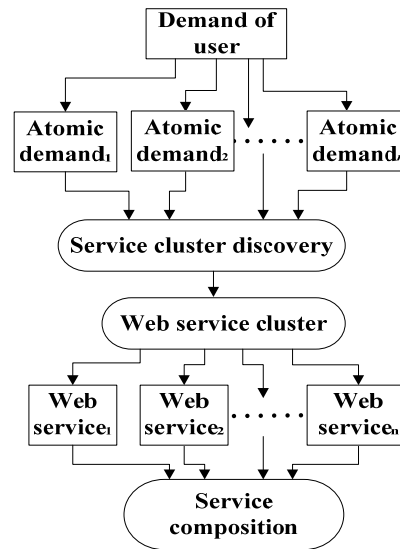 Demand of
user
Atomic
demand₁
Atomic
demand₂
Atomic
demandₙ
Service cluster discovery
Web service cluster
Web
service₁
Web
service₂
Web
serviceₙ
Service
composition